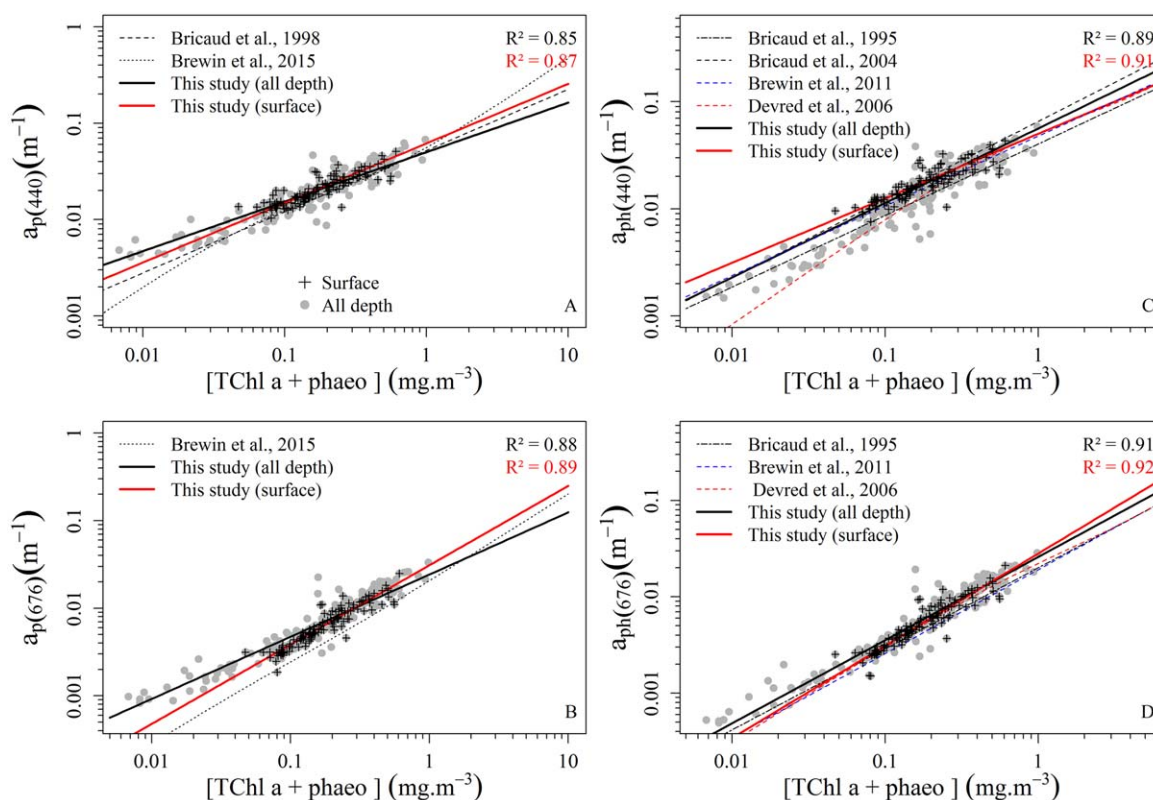 Bricaud et al., 1998
Brewin et al., 2015
This study (all depth)
This study (surface)
R² = 0.85
R² = 0.87
1
0.1
0.01
0.001
ap(440)(m⁻¹)
+ Surface
All depth
A
0.01 0.1 1 10
[TChl a + phaeo ] (mg.m⁻³)
Bricaud et al., 1995
Bricaud et al., 2004
Brewin et al., 2011
Devred et al., 2006
This study (all depth)
This study (surface)
R² = 0.89
R² = 0.91
0.1
0.01
0.001
aph(440)(m⁻¹)
C
0.01 0.1 1
[TChl a + phaeo ] (mg.m⁻³)
Brewin et al., 2015
This study (all depth)
This study (surface)
R² = 0.88
R² = 0.89
1
0.1
0.01
0.001
ap(676)(m⁻¹)
B
0.01 0.1 1 10
[TChl a + phaeo ] (mg.m⁻³)
Bricaud et al., 1995
Brewin et al., 2011
Devred et al., 2006
This study (all depth)
This study (surface)
R² = 0.91
R² = 0.92
0.1
0.01
0.001
aph(676)(m⁻¹)
D
0.01 0.1 1
[TChl a + phaeo ] (mg.m⁻³)